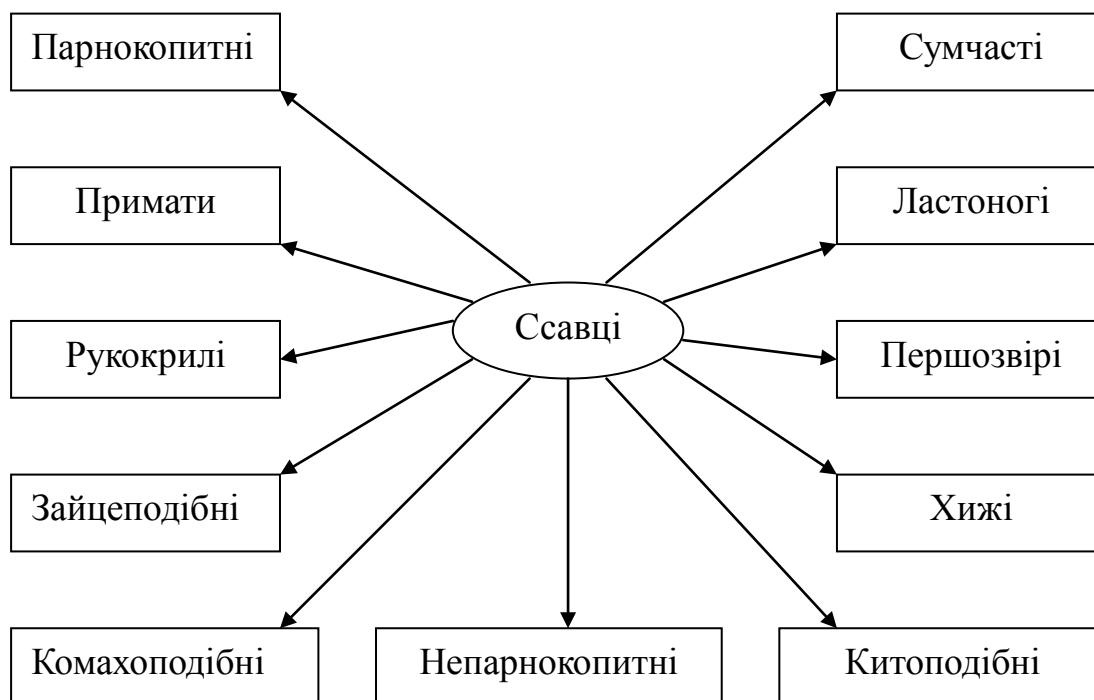 Парнокопитні
Сумчасті
Примати
Ластоногі
Ссавці
Рукокрилі
Першозвірі
Зайцеподібні
Хижі
Комахоподібні
Непарнокопитні
Китоподібні